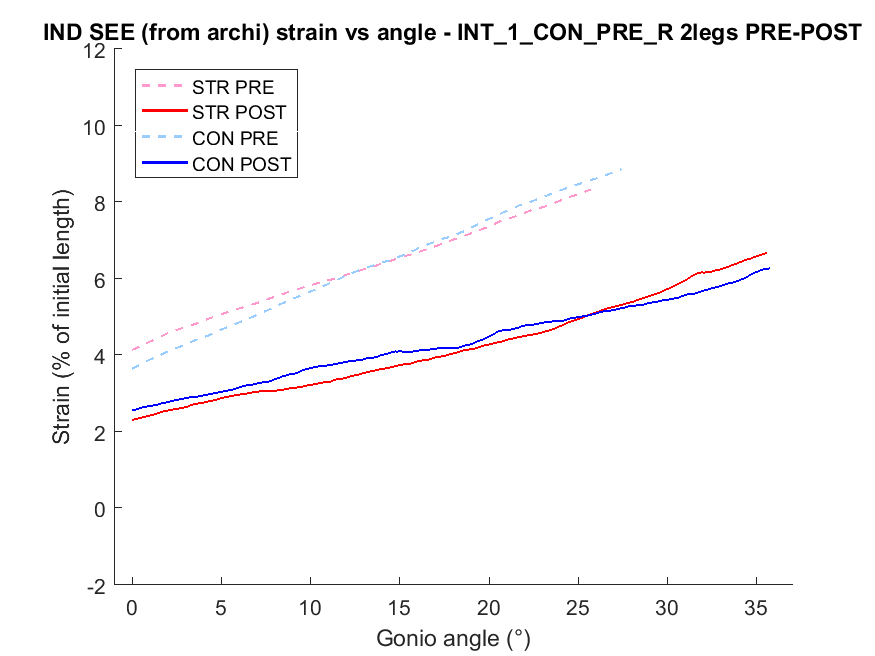 IND SEE (from archi) strain vs angle - INT_1_CON_PRE_R 2legs PRE-POST
12
10
8
6
4
2
0
-2
Strain (% of initial length)
STR PRE
STR POST
CON PRE
CON POST
0 5 10 15 20 25 30 35
Gonio angle (°)